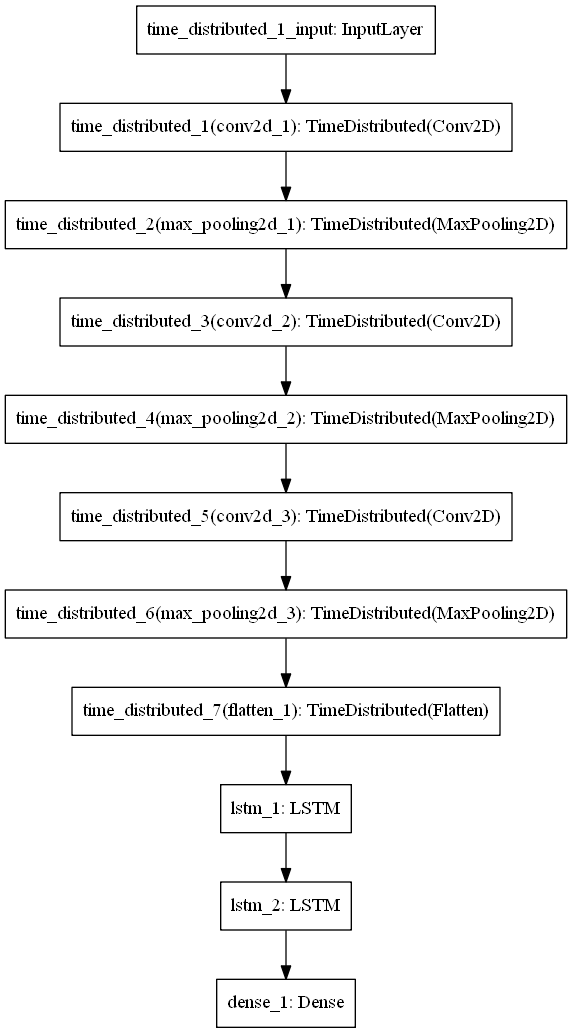 time_distributed_1_input: InputLayer
time_distributed_1(conv2d_1): TimeDistributed(Conv2D)
time_distributed_2(max_pooling2d_1): TimeDistributed(MaxPooling2D)
time_distributed_3(conv2d_2): TimeDistributed(Conv2D)
time_distributed_4(max_pooling2d_2): TimeDistributed(MaxPooling2D)
time_distributed_5(conv2d_3): TimeDistributed(Conv2D)
time_distributed_6(max_pooling2d_3): TimeDistributed(MaxPooling2D)
time_distributed_7(flatten_1): TimeDistributed(Flatten)
lstm_1: LSTM
lstm_2: LSTM
dense_1: Dense